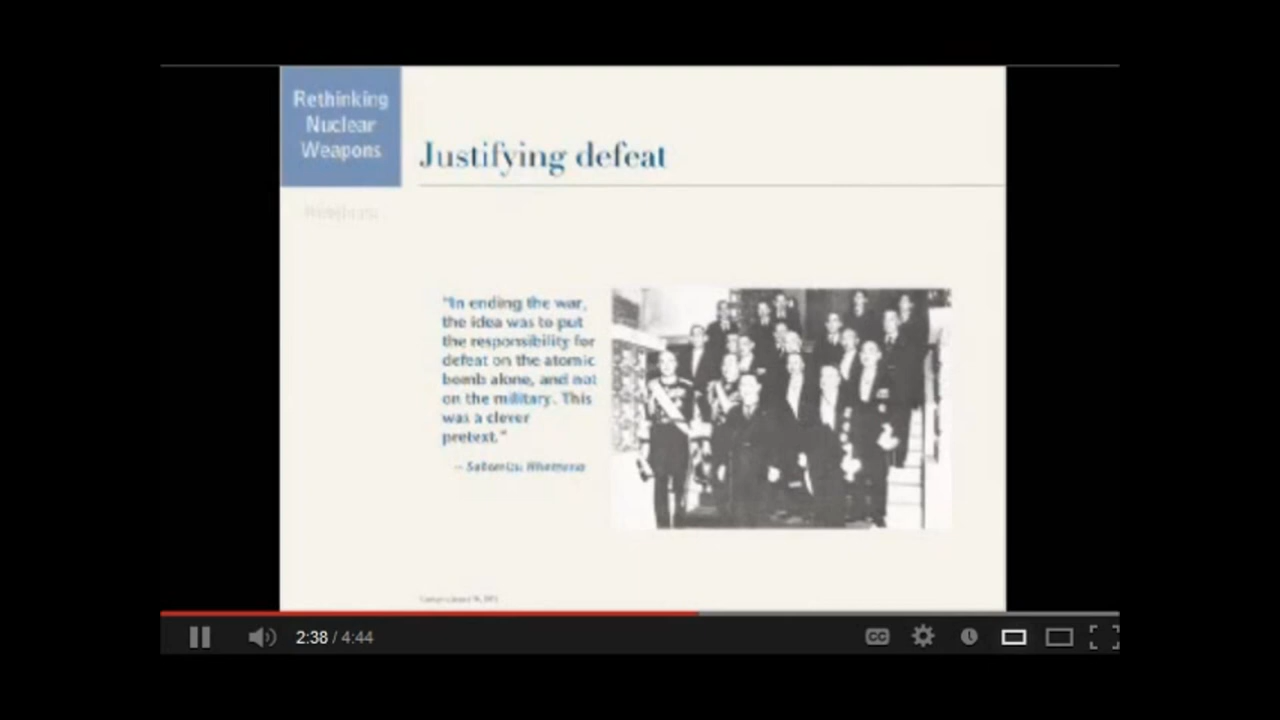 Rethinking
Nuclear
Weapons
Justifying defeat
"In ending the war,
the idea was to put
the responsibility for
defeat on the atomic
bomb alone, and not
on the military. This
was a clever
pretext."
2:38 / 4:44
CC